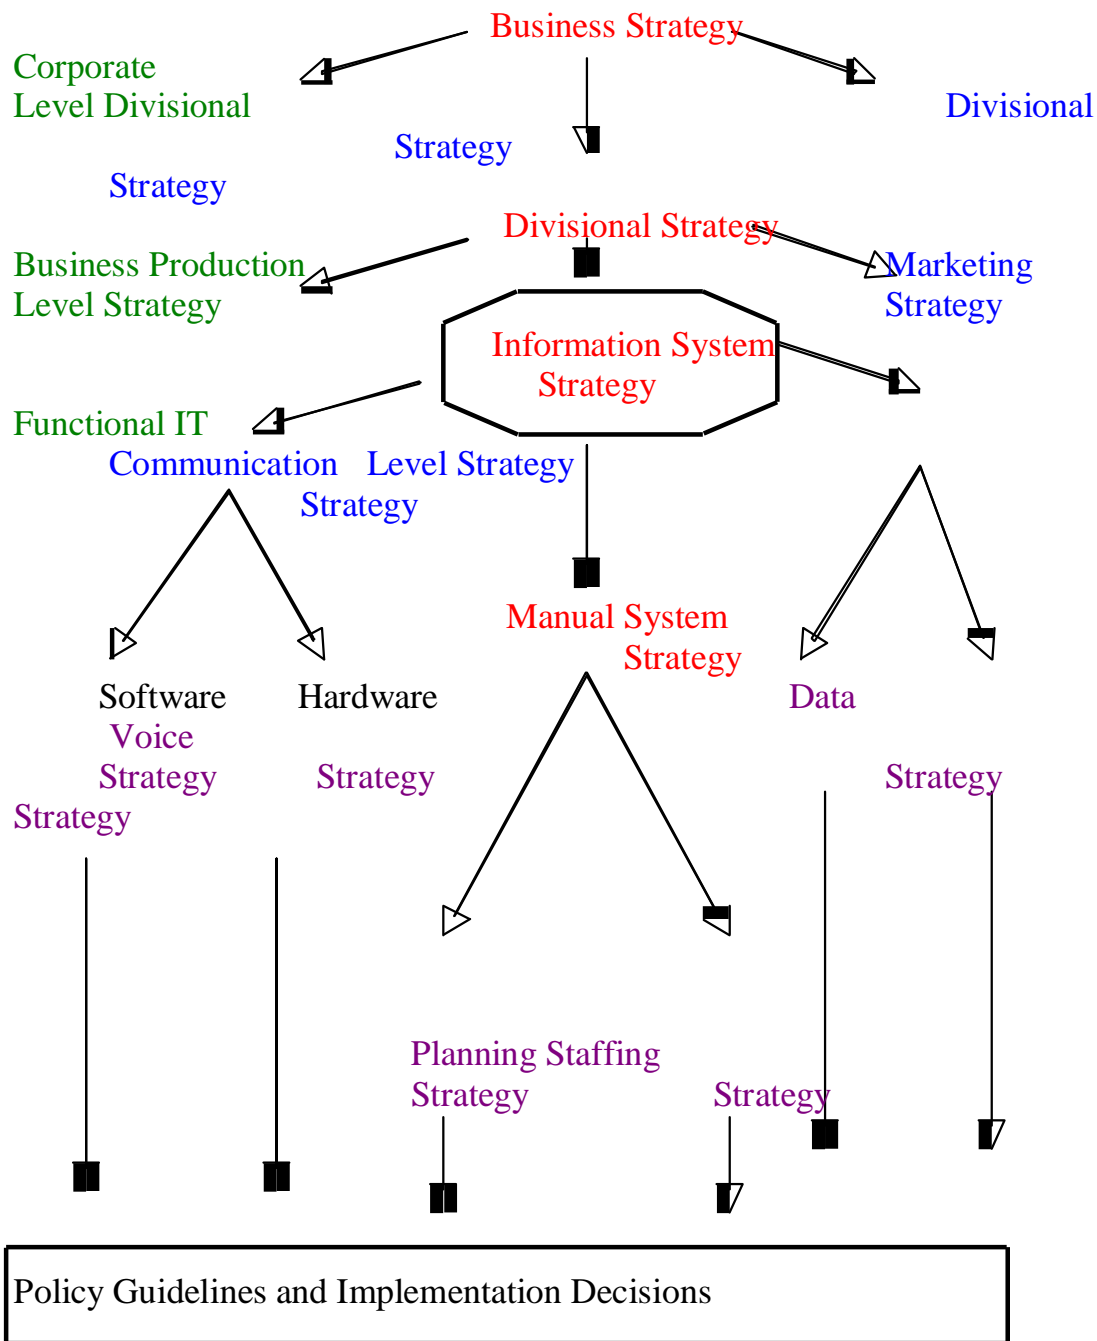 Business Strategy
Corporate
Level Divisional Divisional
Strategy
Strategy
Divisional Strategy
Business Production Marketing
Level Strategy Strategy
Information System
Strategy
Functional IT
Communication Level Strategy
Strategy
Manual System
Strategy
Software Hardware Data
Voice
Strategy Strategy Strategy
Strategy
Planning Staffing
Strategy Strategy
Policy Guidelines and Implementation Decisions